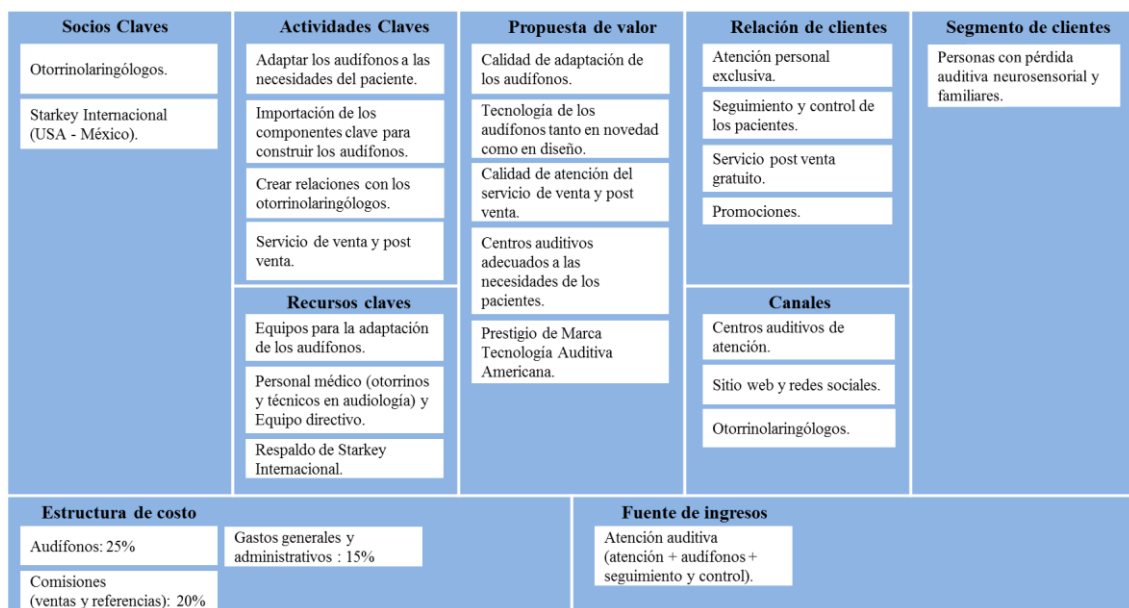 Socios Claves
Otorrinolaringólogos.
Starkey Internacional
(USA - México).
Actividades Claves
Adaptar los audífonos a las
necesidades del paciente.
Importación de los
componentes clave para
construir los audífonos.
Crear relaciones con los
otorrinolaringólogos.
Servicio de venta y post
venta.
Recursos claves
Equipos para la adaptación
de los audífonos.
Personal médico (otorrinos
y técnicos en audiología) y
Equipo directivo.
Respaldo de Starkey
Internacional.
Propuesta de valor
Calidad de adaptación de
los audífonos.
Tecnología de los
audífonos tanto en novedad
como en diseño.
Calidad de atención del
servicio de venta y post
venta.
Centros auditivos
adecuados a las
necesidades de los
pacientes.
Prestigio de Marca
Tecnología Auditiva
Americana.
Relación de clientes
Atención personal
exclusiva.
Seguimiento y control de
los pacientes.
Servicio post venta
gratuito.
Promociones.
Canales
Centros auditivos de
atención.
Sitio web y redes sociales.
Otorrinolaringólogos.
Segmento de clientes
Personas con pérdida
auditiva neurosensorial y
familiares.
Estructura de costo
Audífonos: 25%
Comisiones
(ventas y referencias): 20%
Gastos generales y
administrativos : 15%
Fuente de ingresos
Atención auditiva
(atención + audífonos +
seguimiento y control).